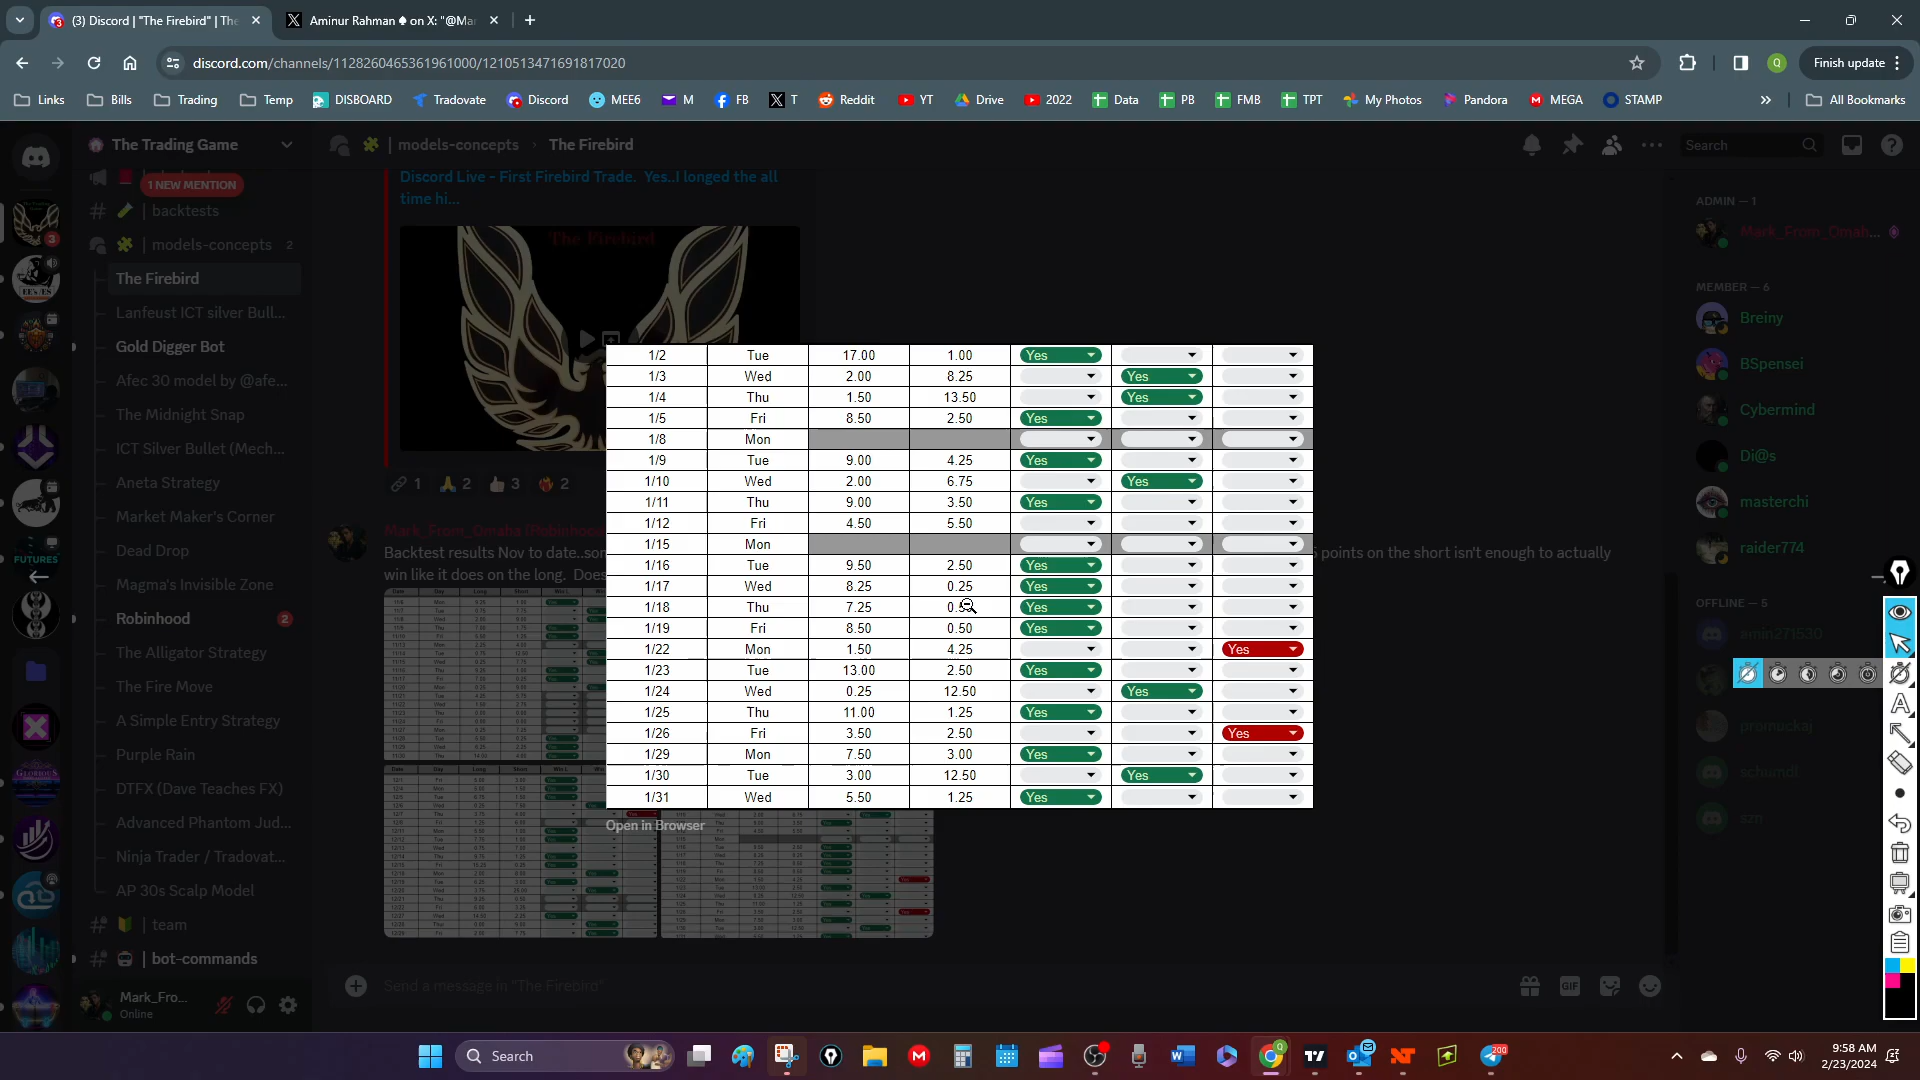 (3) Discord | "The Firebird" | The
Aminur Rahman ♠ on X: "@Mar
discord.com/channels/1128260465361961000/1210513471691817020
Q
Finish update
Links
Bills
Trading
Temp
DISBOARD
Tradovate
Discord
MEE6
M
FB
T
Reddit
YT
Drive
2022
Data
PB
FMB
TPT
My Photos
Pandora
MEGA
STAMP
All Bookmarks
The Trading Game
1 NEW MENTION
| backtests
| models-concepts 2
The Firebird
Lanfeust ICT silver Bull...
Gold Digger Bot
Afec 30 model by @afe...
The Midnight Snap
ICT Silver Bullet (Mech...
Aneta Strategy
Market Maker's Corner
Dead Drop
Magma's Invisible Zone
Robinhood 2
The Alligator Strategy
The Fire Move
A Simple Entry Strategy
Purple Rain
DTFX (Dave Teaches FX)
Advanced Phantom Jud...
Ninja Trader / Tradovat...
AP 30s Scalp Model
| team
| bot-commands
Mark_Fro...
Online
| models-concepts › The Firebird
Search
Discord Live - First Firebird Trade. Yes..I longed the all
time hi...
The Firebird
1 2 3 2
Mark_From_Omaha (Robinhood
Backtest results Nov to date..som
points on the short isn't enough to actually
win like it does on the long. Does
1/2 Tue 17.00 1.00 Yes
1/3 Wed 2.00 8.25 Yes
1/4 Thu 1.50 13.50 Yes
1/5 Fri 8.50 2.50 Yes
1/8 Mon
1/9 Tue 9.00 4.25 Yes
1/10 Wed 2.00 6.75 Yes
1/11 Thu 9.00 3.50 Yes
1/12 Fri 4.50 5.50
1/15 Mon
1/16 Tue 9.50 2.50 Yes
1/17 Wed 8.25 0.25 Yes
1/18 Thu 7.25 Yes
1/19 Fri 8.50 0.50 Yes
1/22 Mon 1.50 4.25 Yes
1/23 Tue 13.00 2.50 Yes
1/24 Wed 0.25 12.50 Yes
1/25 Thu 11.00 1.25 Yes
1/26 Fri 3.50 2.50 Yes
1/29 Mon 7.50 3.00 Yes
1/30 Tue 3.00 12.50 Yes
1/31 Wed 5.50 1.25 Yes
Open in Browser
Send a message in "The Firebird"
GIF
ADMIN — 1
Mark_From_Omah...
MEMBER — 6
Breiny
BSpensei
Cybermind
Di@s
masterchi
raider774
OFFLINE — 5
amin271530
schumdl
szn
Search
9:58 AM
2/23/2024